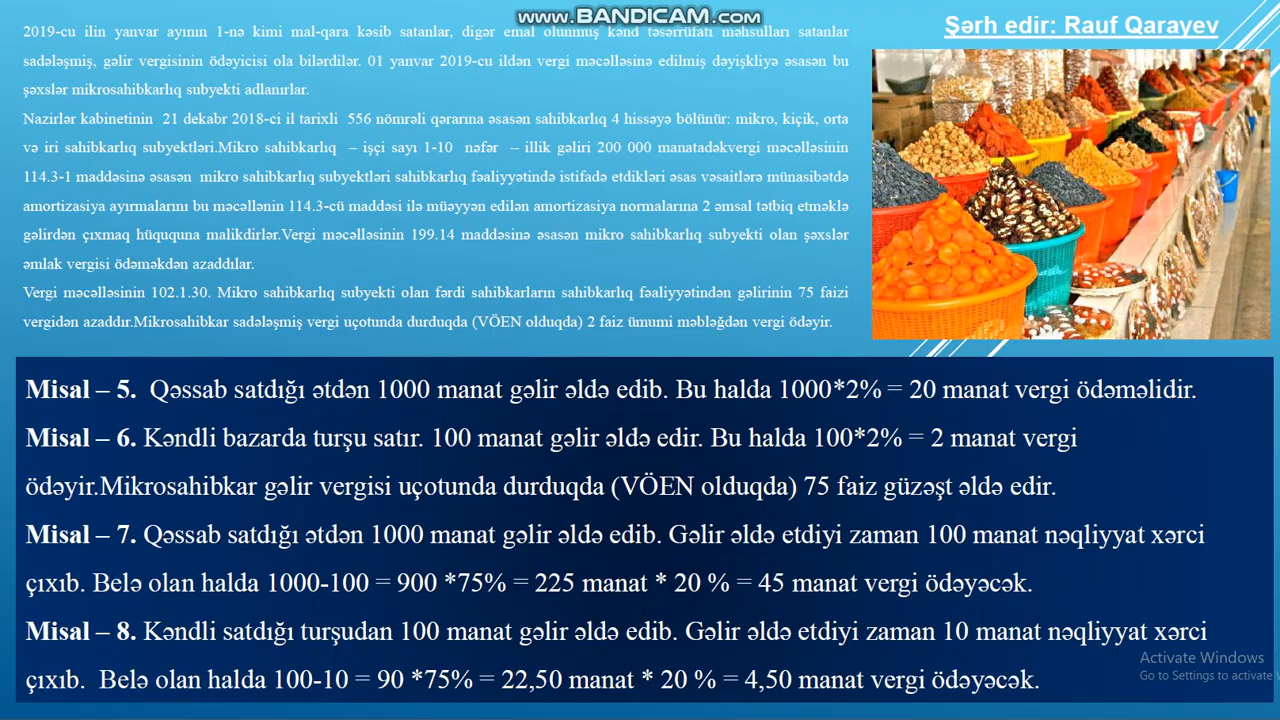 www.BANDICAM.com
Şərh edir: Rauf Qarayev
2019-cu ilin yanvar ayının 1-nə kimi mal-qara kəsib satanlar, digər emal olunmuş kənd təsərrüfatı məhsulları satanlar
sadələşmiş, gəlir vergisinin ödəyicisi ola bilərdilər. 01 yanvar 2019-cu ildən vergi məcəlləsinə edilmiş dəyişkliyə əsasən bu
şəxslər mikrosahibkarlıq subyekti adlanırlar.
Nazirlər kabinetinin 21 dekabr 2018-ci il tarixli 556 nömrəli qərarına əsasən sahibkarlıq 4 hissəyə bölünür: mikro, kiçik, orta
və iri sahibkarlıq subyektləri.Mikro sahibkarlıq – işçi sayı 1-10 nəfər – illik gəliri 200 000 manatadəkvergi məcəlləsinin
114.3-1 maddəsinə əsasən mikro sahibkarlıq subyektləri sahibkarlıq fəaliyyətində istifadə etdikləri əsas vəsaitlərə münasibətdə
amortizasiya ayırmalarını bu məcəllənin 114.3-cü maddəsi ilə müəyyən edilən amortizasiya normalarına 2 əmsal tətbiq etməklə
gəlirdən çıxmaq hüququna malikdirlər.Vergi məcəlləsinin 199.14 maddəsinə əsasən mikro sahibkarlıq subyekti olan şəxslər
əmlak vergisi ödəməkdən azaddılar.
Vergi məcəlləsinin 102.1.30. Mikro sahibkarlıq subyekti olan fərdi sahibkarların sahibkarlıq fəaliyyətindən gəlirinin 75 faizi
vergidən azaddır.Mikrosahibkar sadələşmiş vergi uçotunda durduqda (VÖEN olduqda) 2 faiz ümumi məbləğdən vergi ödəyir.
Misal – 5. Qəssab satdığı ətdən 1000 manat gəlir əldə edib. Bu halda 1000*2% = 20 manat vergi ödəməlidir.
Misal – 6. Kəndli bazarda turşu satır. 100 manat gəlir əldə edir. Bu halda 100*2% = 2 manat vergi
ödəyir.Mikrosahibkar gəlir vergisi uçotunda durduqda (VÖEN olduqda) 75 faiz güzəşt əldə edir.
Misal – 7. Qəssab satdığı ətdən 1000 manat gəlir əldə edib. Gəlir əldə etdiyi zaman 100 manat nəqliyyat xərci
çıxıb. Belə olan halda 1000-100 = 900 *75% = 225 manat * 20 % = 45 manat vergi ödəyəcək.
Misal – 8. Kəndli satdığı turşudan 100 manat gəlir əldə edib. Gəlir əldə etdiyi zaman 10 manat nəqliyyat xərci
çıxıb. Belə olan halda 100-10 = 90 *75% = 22,50 manat * 20 % = 4,50 manat vergi ödəyəcək.
Activate Windows
Go to Settings to activate